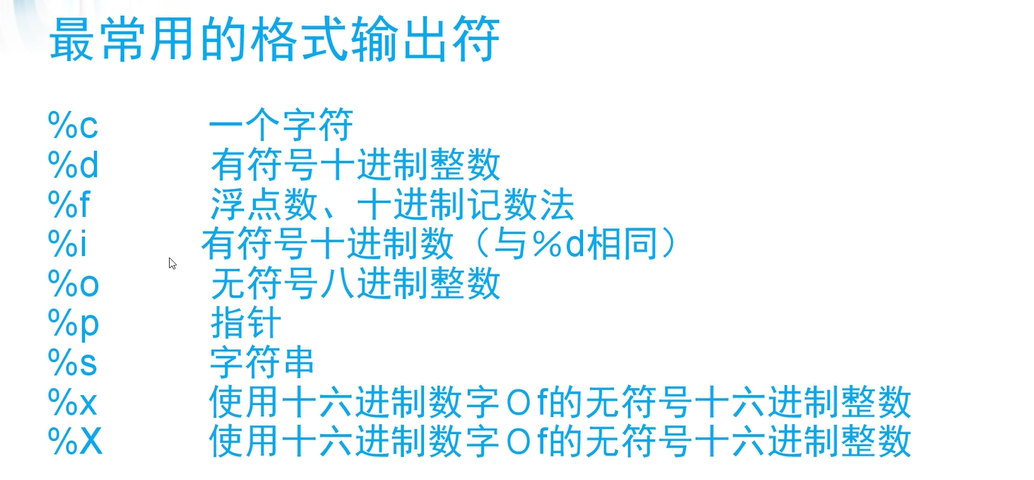 最常用的格式输出符
%c 一个字符
%d 有符号十进制整数
%f 浮点数、十进制记数法
%i 有符号十进制数（与%d相同）
%o 无符号八进制整数
%p 指针
%s 字符串
%x 使用十六进制数字０f的无符号十六进制整数
%X 使用十六进制数字０f的无符号十六进制整数